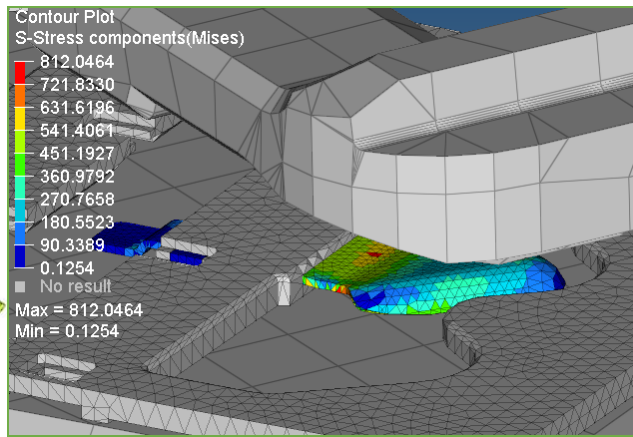 Contour Plot
S-Stress components(Mises)
812.0464
721.8330
631.6196
541.4061
451.1927
360.9792
270.7658
180.5523
90.3389
0.1254
No result
Max = 812.0464
Min = 0.1254